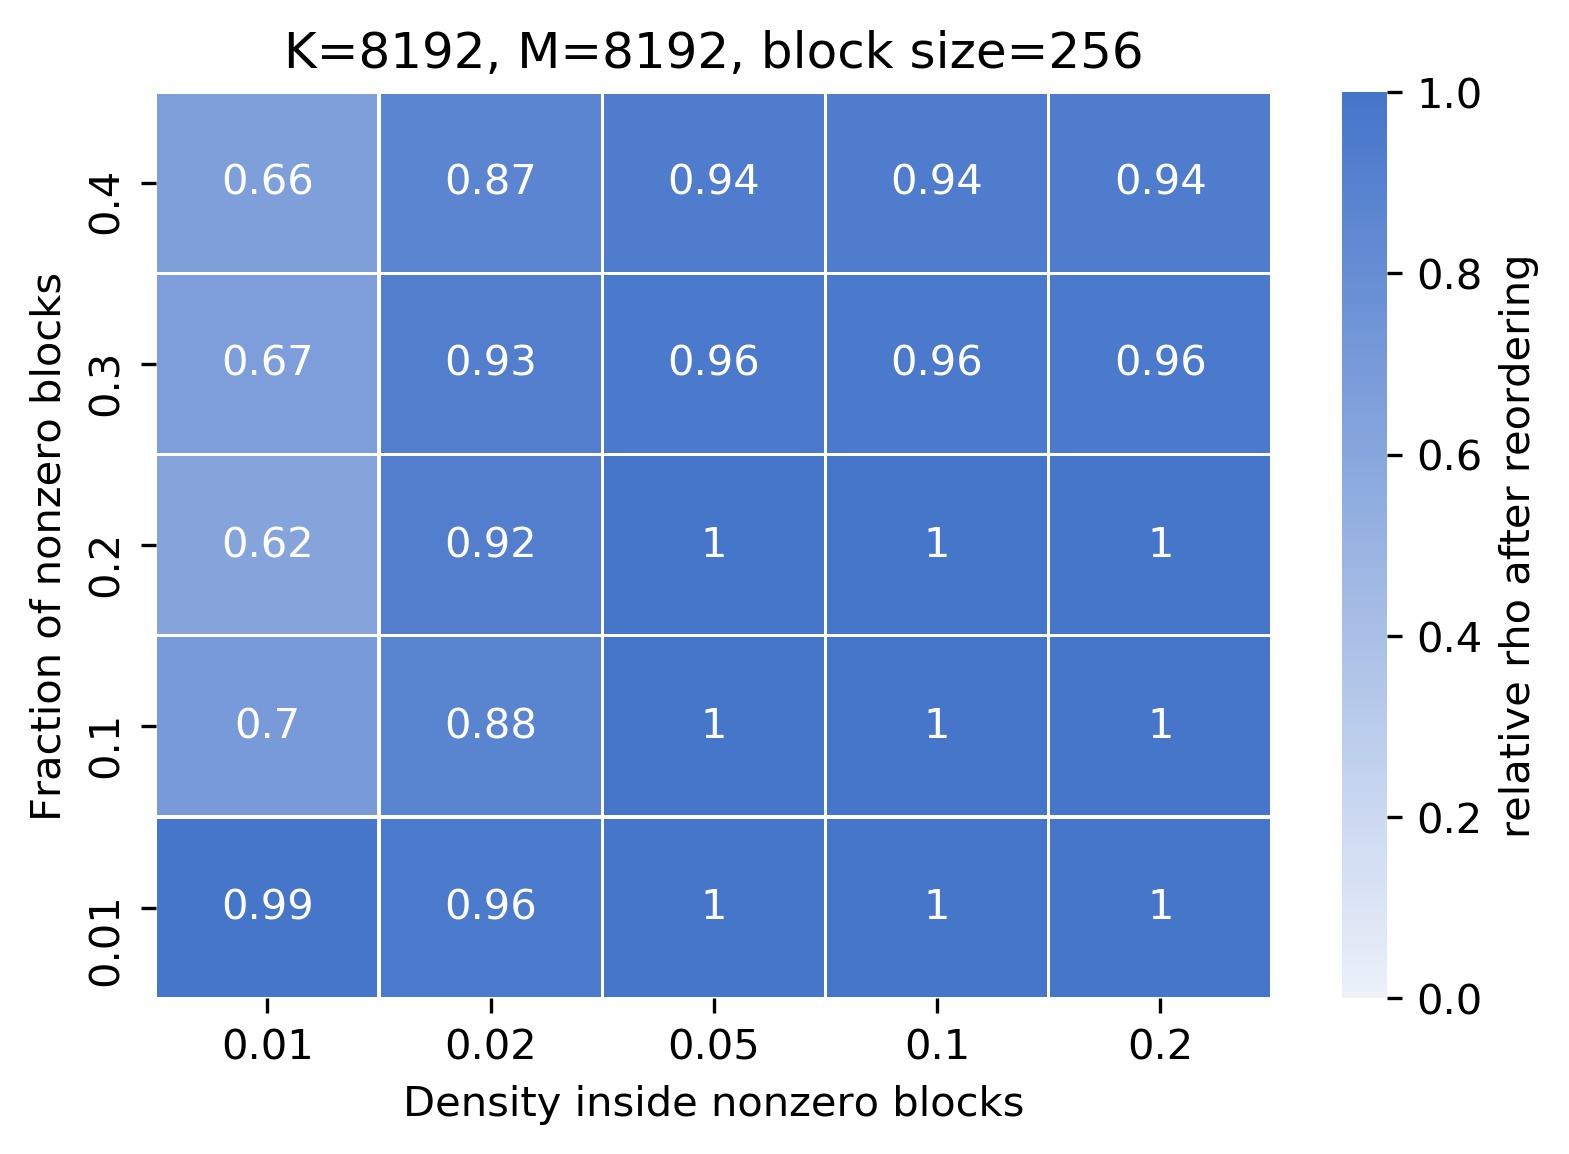 K=8192, M=8192, block size=256
Fraction of nonzero blocks
0.4
0.66 0.87 0.94 0.94 0.94
0.3
0.67 0.93 0.96 0.96 0.96
0.2
0.62 0.92 1 1 1
0.1
0.7 0.88 1 1 1
0.01
0.99 0.96 1 1 1
0.01 0.02 0.05 0.1 0.2
Density inside nonzero blocks
1.0
0.8
0.6
0.4
0.2
0.0
relative rho after reordering